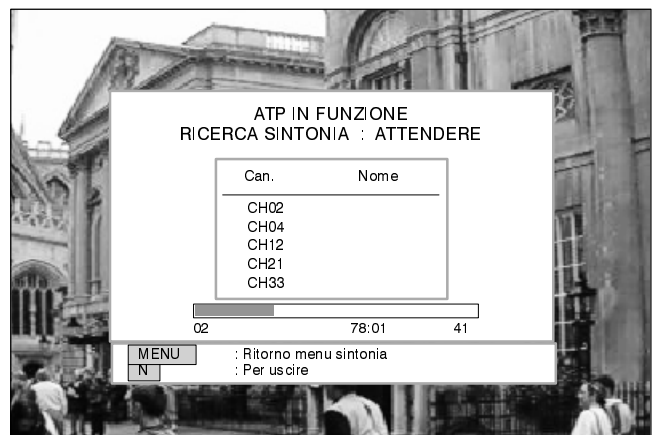 ATP IN FUNZIONE
RICERCA SINTONIA : ATTENDERE
Can. Nome
CH02
CH04
CH12
CH21
CH33
02 78:01 41
MENU : Ritorno menu sintonia
N : Per uscire